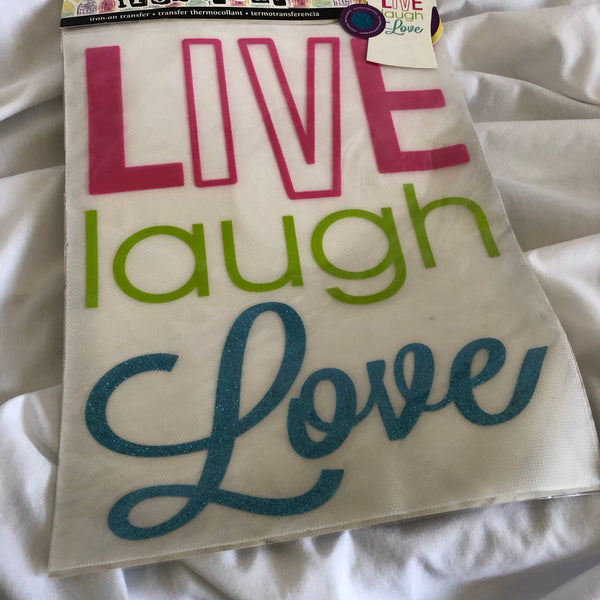 iron-on transfer • transfer thermocollant • termotransferencia
LIVE
laugh
Love
LIVE
laugh
Love